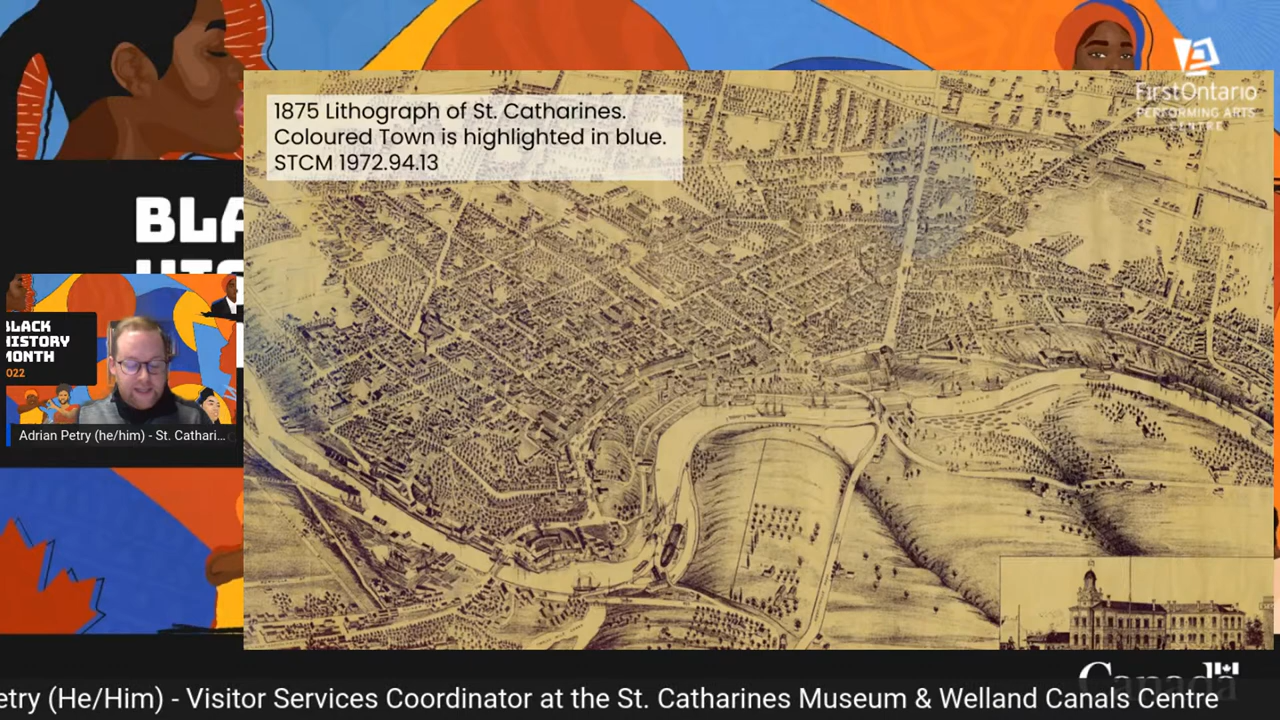 1875 Lithograph of St. Catharines.
Coloured Town is highlighted in blue.
STCM 1972.94.13
FirstOntario
PERFORMING ARTS
CENTRE
BLA
BLACK
HISTORY
MONTH
2022
Adrian Petry (he/him) - St. Cathari...
Canada
etry (He/Him) - Visitor Services Coordinator at the St. Catharines Museum & Welland Canals Centre